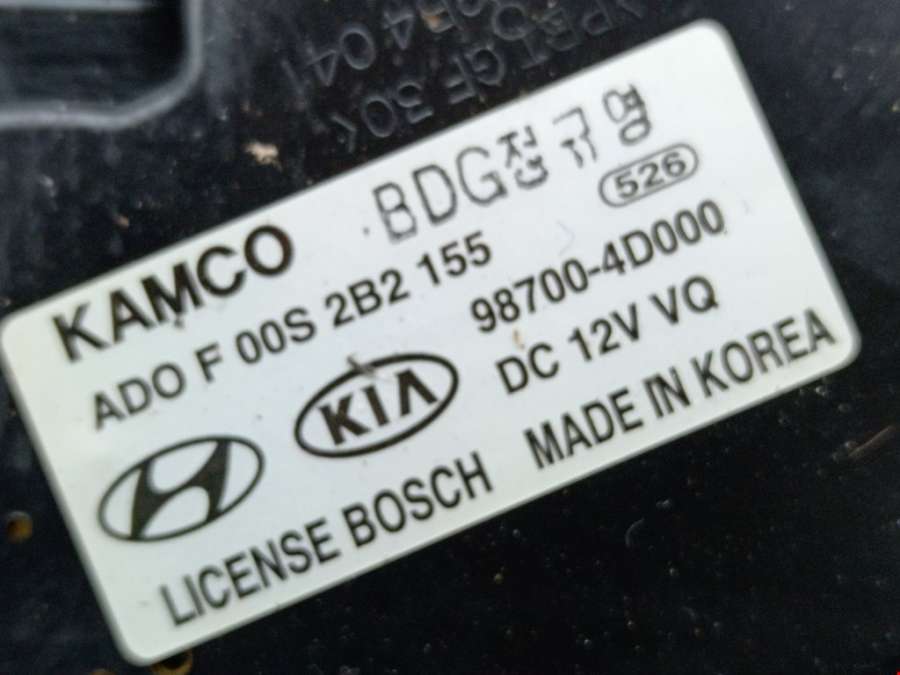 KAMCO BDG정규영
526
ADO F 00S 2B2 155 98700-4D000
KIA DC 12V VQ
LICENSE BOSCH MADE IN KOREA